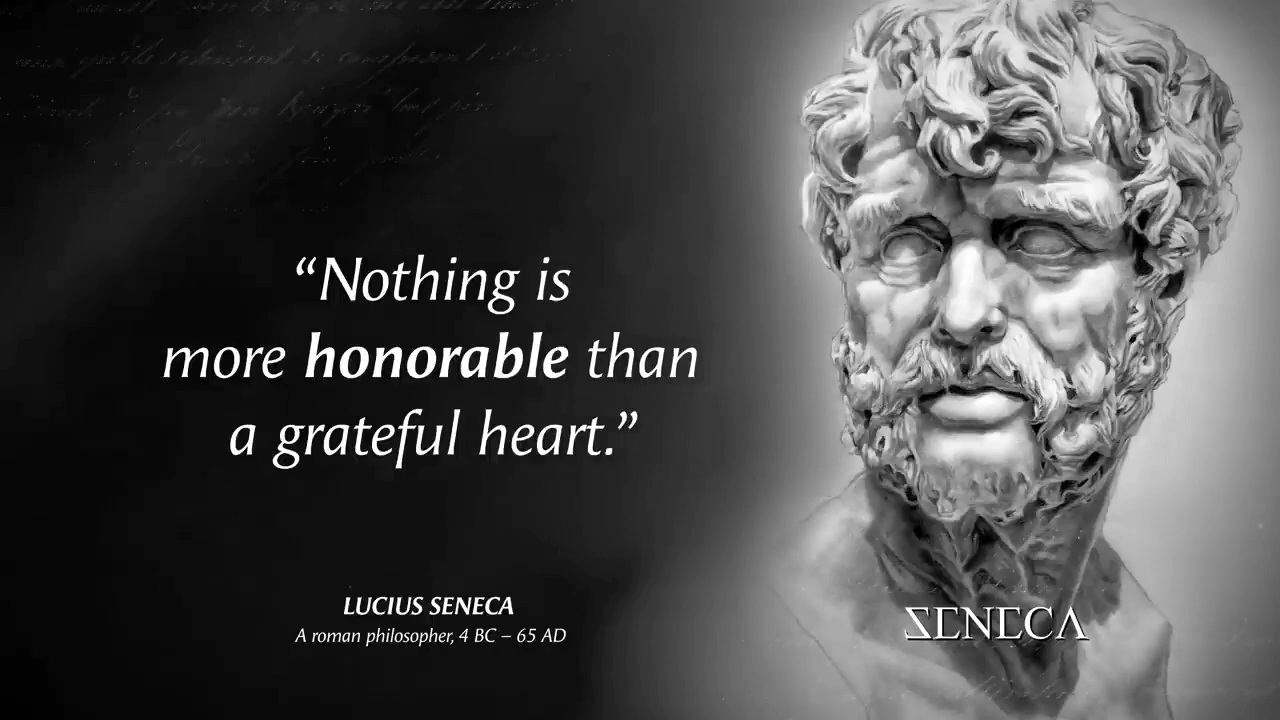 “Nothing is
more honorable than
a grateful heart.”
LUCIUS SENECA
A roman philosopher, 4 BC – 65 AD
SENECA